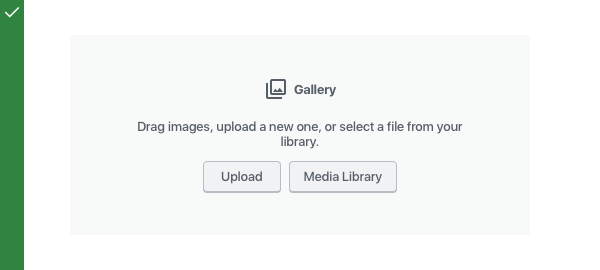 Gallery
Drag images, upload a new one, or select a file from your
library.
Upload
Media Library